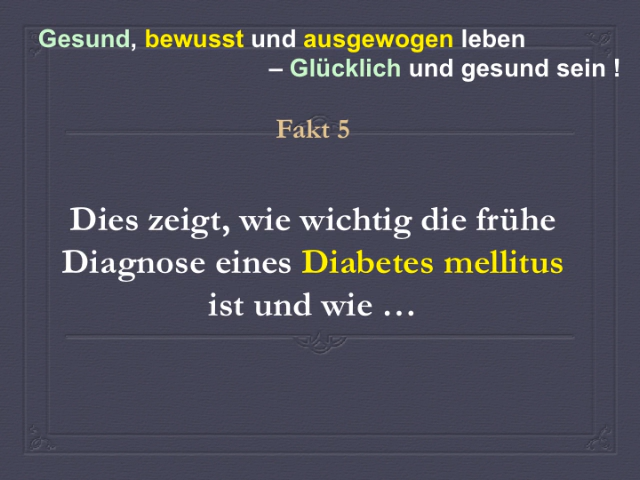 Gesund, bewusst und ausgewogen leben
– Glücklich und gesund sein !
Fakt 5
Dies zeigt, wie wichtig die frühe
Diagnose eines Diabetes mellitus
ist und wie …